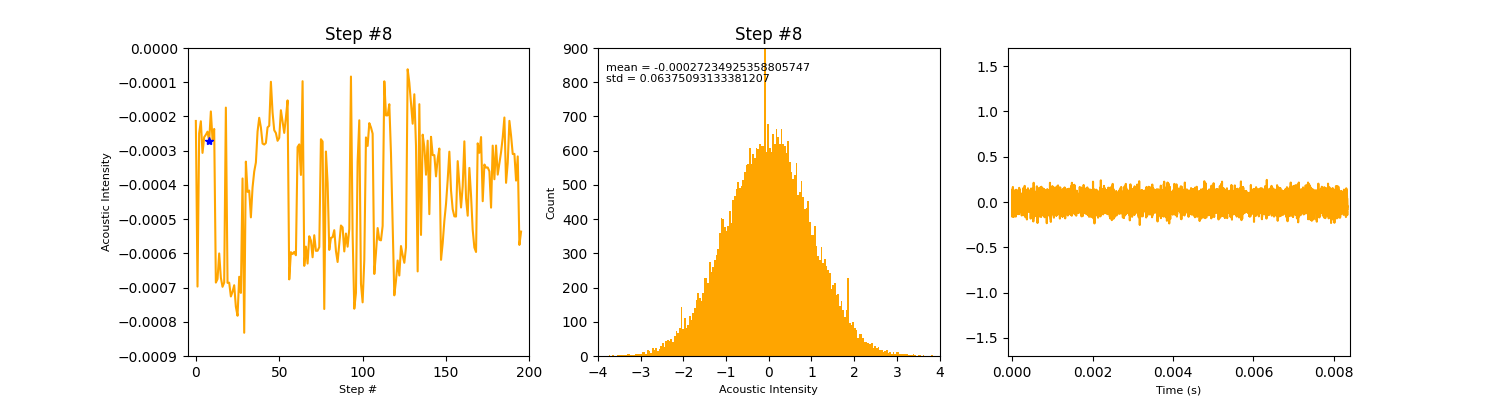 Step #8
0.0000
−0.0001
−0.0002
−0.0003
−0.0004
−0.0005
−0.0006
−0.0007
−0.0008
−0.0009
Acoustic Intensity
0 50 100 150 200
Step #
Step #8
mean = -0.00027234925358805747
std = 0.06375093133381207
900
800
700
600
500
400
300
200
100
0
Count
−4 −3 −2 −1 0 1 2 3 4
Acoustic Intensity
1.5
1.0
0.5
0.0
−0.5
−1.0
−1.5
0.000 0.002 0.004 0.006 0.008
Time (s)